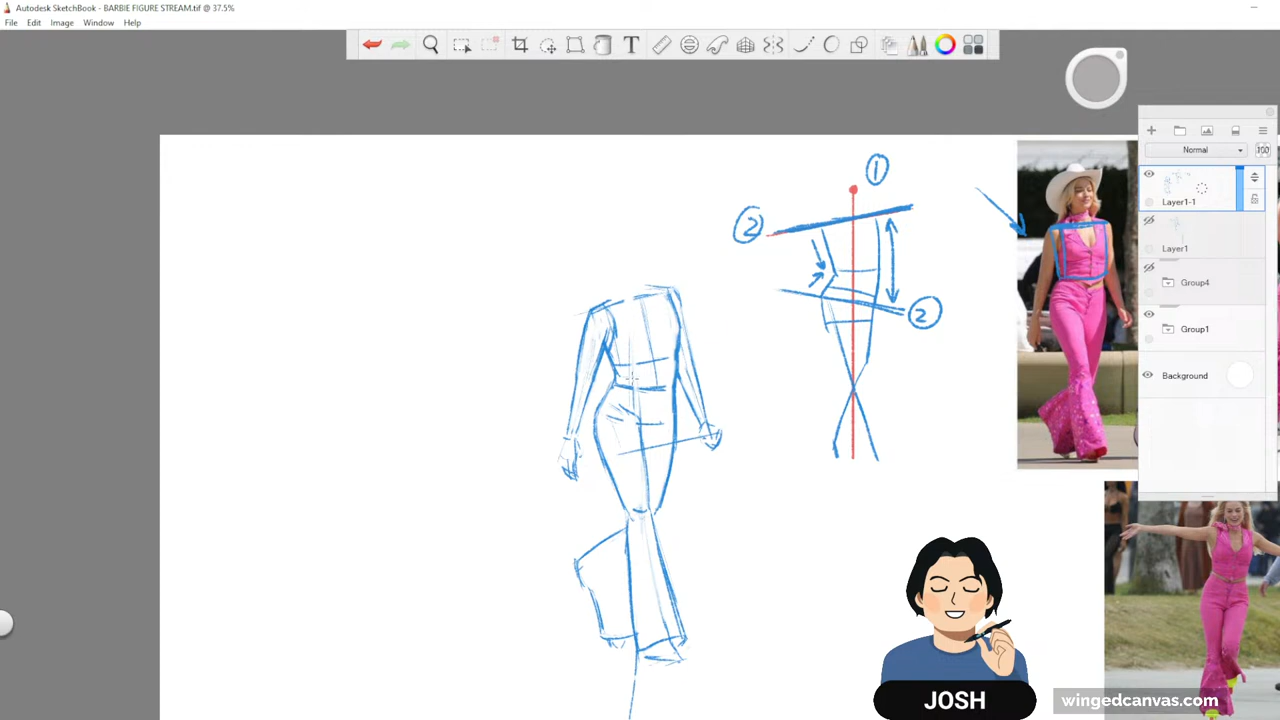 Autodesk SketchBook - BARBIE FIGURE STREAM.tif @ 37.5%
File Edit Image Window Help
T
Normal
100
Layer1-1
Layer1
Group4
Group1
Background
1
2
2
JOSH
wingedcanvas.com